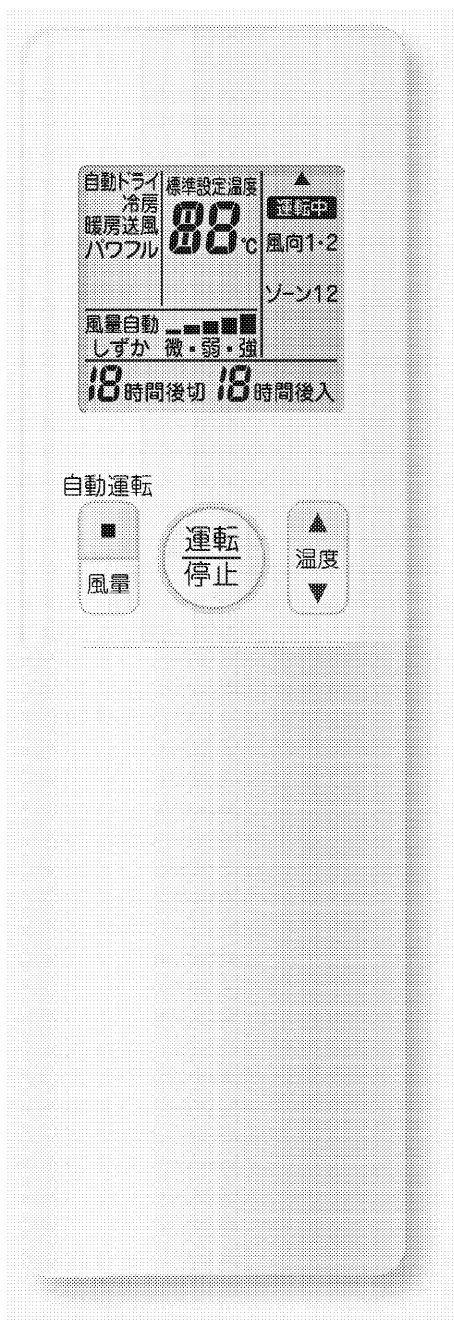 自動ドライ
冷房
暖房送風
パワフル
標準設定温度
88℃
▲
運転中
風向1・2
ゾーン12
風量自動
しずか 微・弱・強
18時間後切 18時間後入
自動運転
■
風量
運転
停止
▲
温度
▼